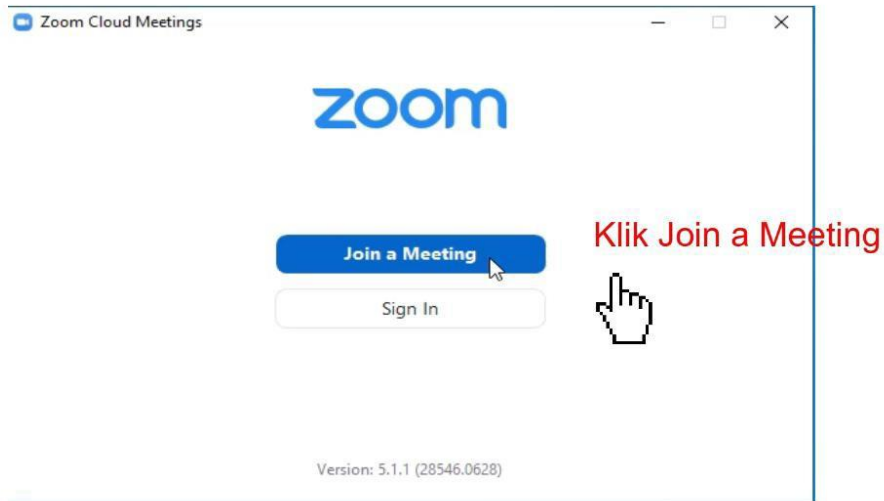 Zoom Cloud Meetings
zoom
Klik Join a Meeting
Join a Meeting
Sign In
Version: 5.1.1 (28546.0628)